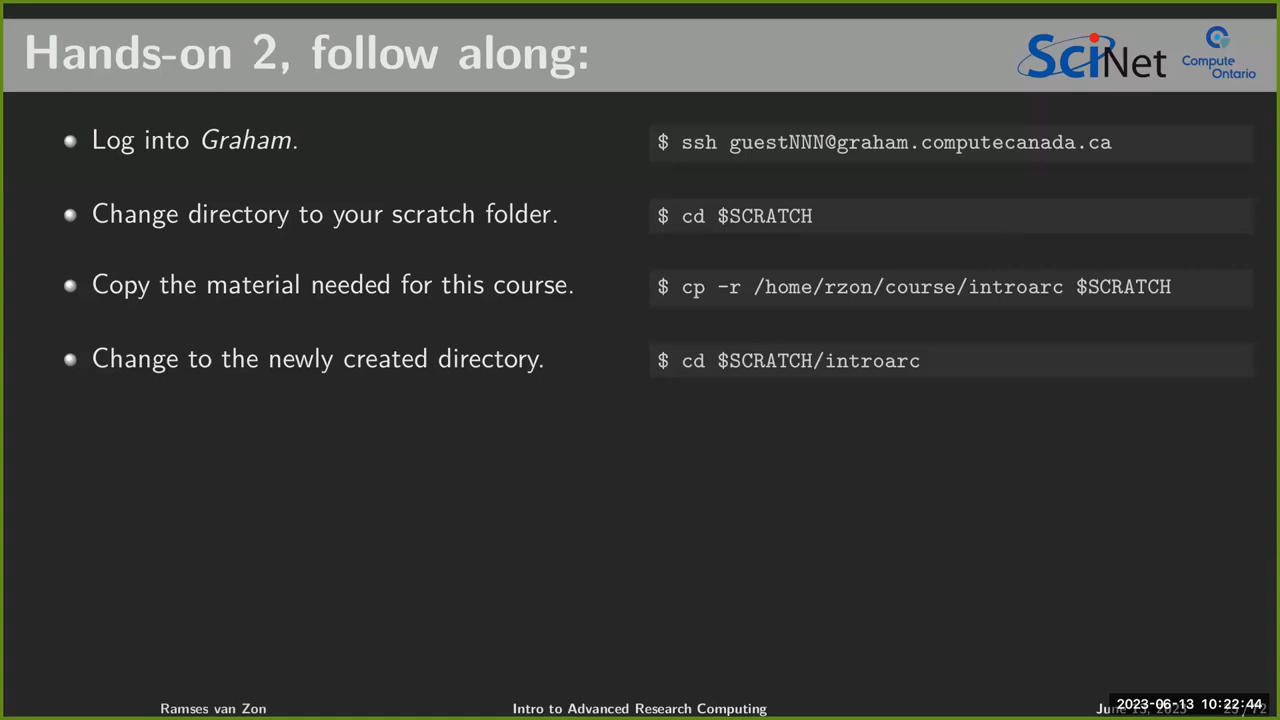 Hands-on 2, follow along:
SciNet
Compute
Ontario
Log into Graham.
$ ssh guestNNN@graham.computecanada.ca
Change directory to your scratch folder.
$ cd $SCRATCH
Copy the material needed for this course.
$ cp -r /home/rzon/course/introarc $SCRATCH
Change to the newly created directory.
$ cd $SCRATCH/introarc
Ramses van Zon
Intro to Advanced Research Computing
2023-06-13 10:22:44